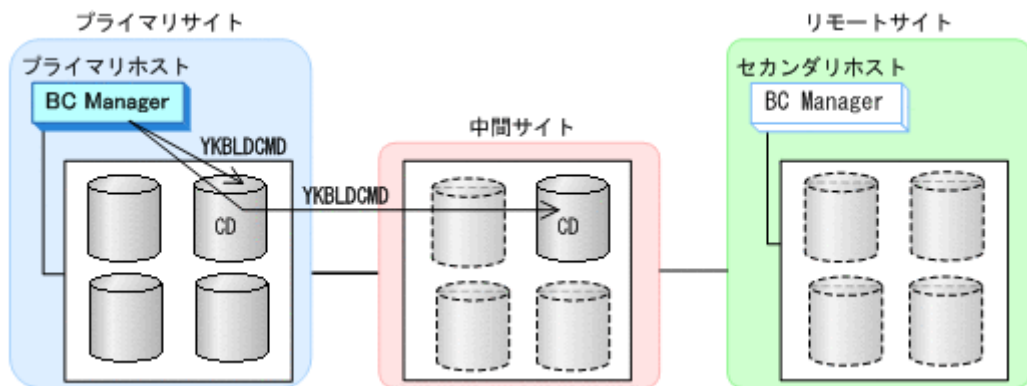 プライマリサイト
リモートサイト
プライマリホスト
セカンダリホスト
BC Manager
BC Manager
中間サイト
YKBLDCMD
YKBLDCMD
CD
CD